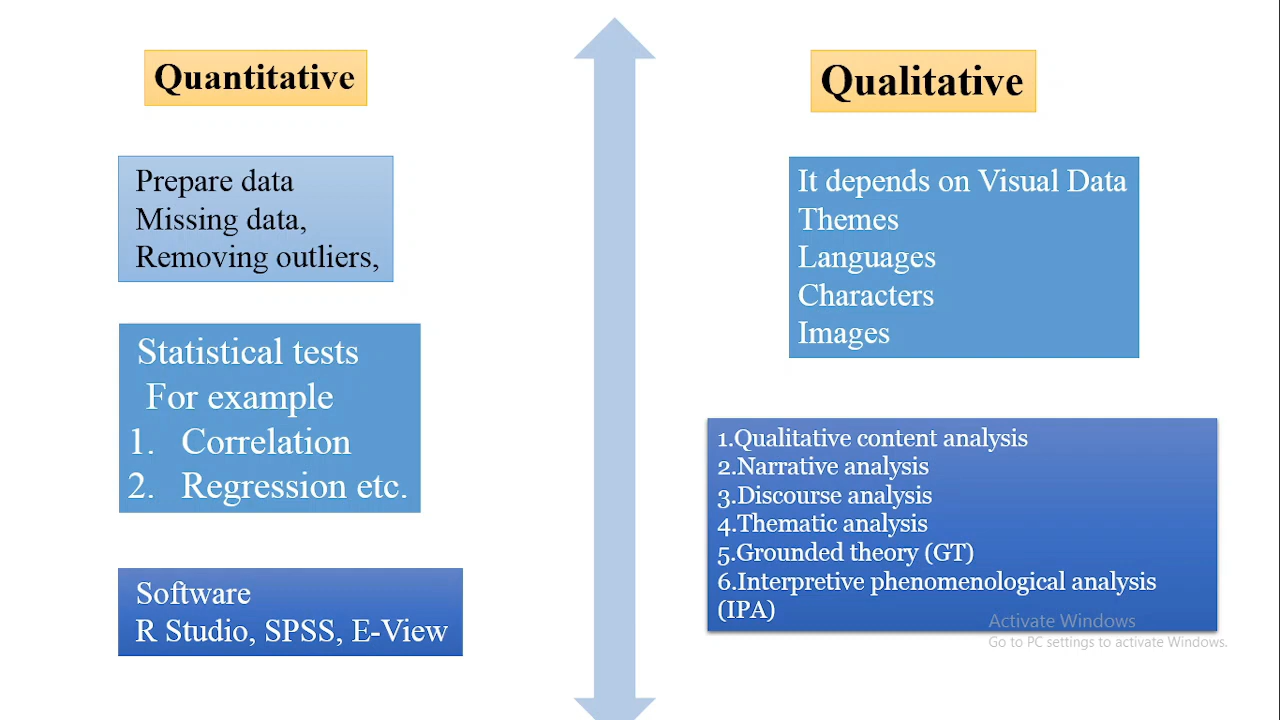 Quantitative
Prepare data
Missing data,
Removing outliers,
Statistical tests
For example
1. Correlation
2. Regression etc.
Software
R Studio, SPSS, E-View
Qualitative
It depends on Visual Data
Themes
Languages
Characters
Images
1.Qualitative content analysis
2.Narrative analysis
3.Discourse analysis
4.Thematic analysis
5.Grounded theory (GT)
6.Interpretive phenomenological analysis
(IPA)
Activate Windows
Go to PC settings to activate Windows.